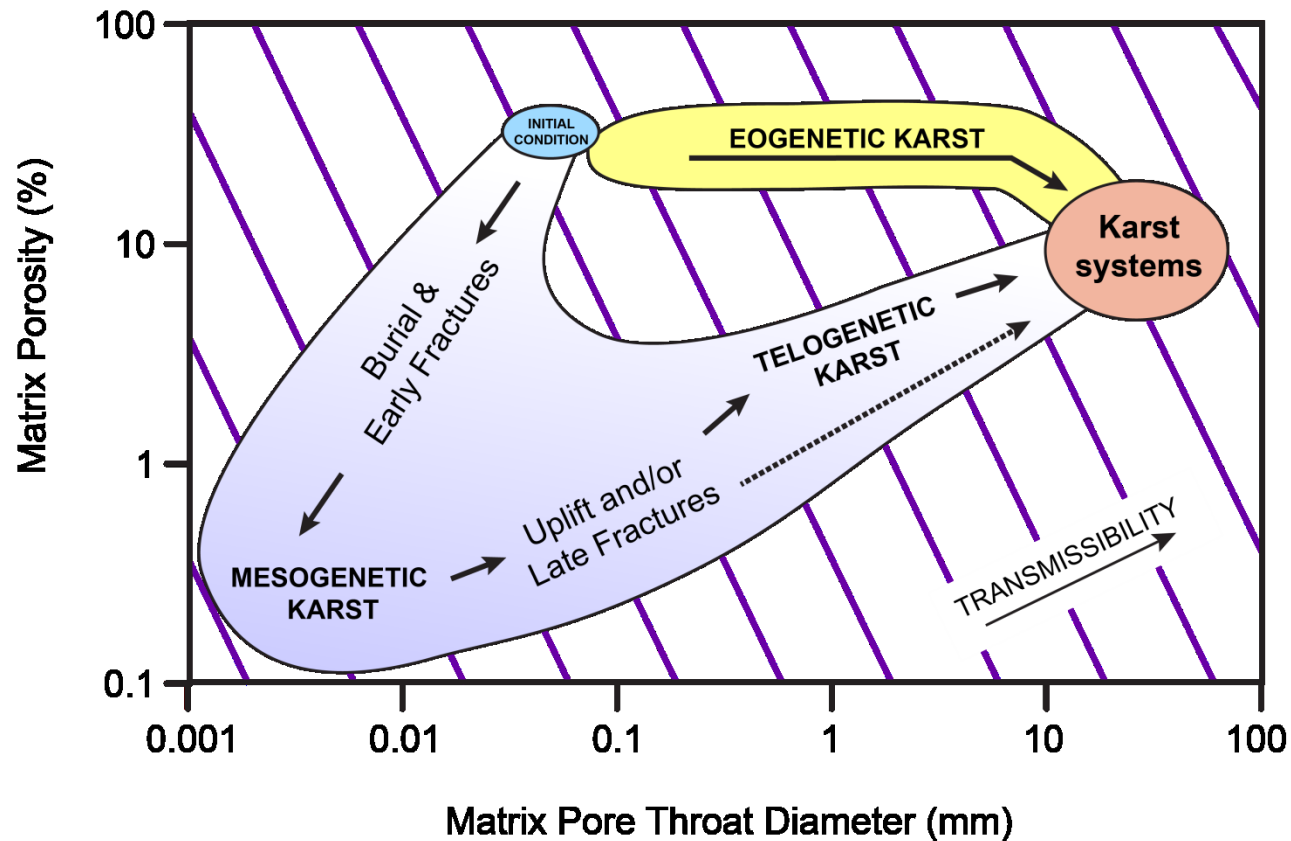 Matrix Porosity (%)
100
10
1
0.1
INITIAL
CONDITION
EOGENETIC KARST
Karst
systems
Burial &
Early Fractures
TELOGENETIC
KARST
Uplift and/or
Late Fractures
MESOGENETIC
KARST
TRANSMISSIBILITY
0.001
0.01
0.1
1
10
100
Matrix Pore Throat Diameter (mm)